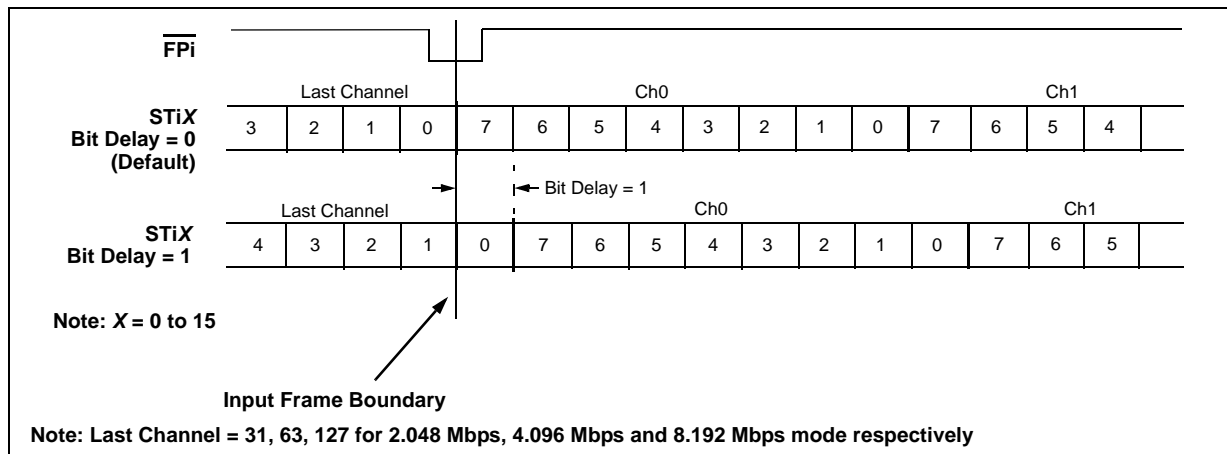 FPi
Last Channel Ch0 Ch1
STiX
Bit Delay = 0
(Default)
3 2 1 0 7 6 5 4 3 2 1 0 7 6 5 4
Bit Delay = 1
Last Channel Ch0 Ch1
STiX
Bit Delay = 1
4 3 2 1 0 7 6 5 4 3 2 1 0 7 6 5
Note: X = 0 to 15
Input Frame Boundary
Note: Last Channel = 31, 63, 127 for 2.048 Mbps, 4.096 Mbps and 8.192 Mbps mode respectively